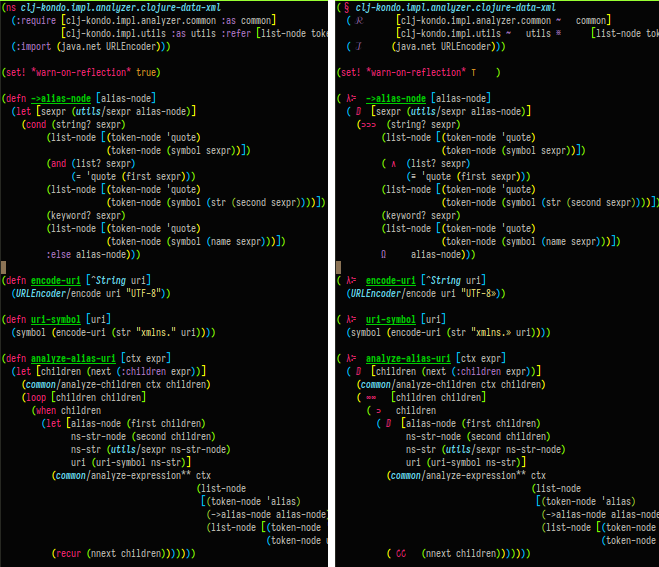 (ns clj-kondo.impl.analyzer.clojure-data-xml
  (:require [clj-kondo.impl.analyzer.common :as common]
            [clj-kondo.impl.utils :as utils :refer [list-node tok
  (:import (java.net URLEncoder)))
(set! *warn-on-reflection* true)
(defn ->alias-node [alias-node]
  (let [sexpr (utils/sexpr alias-node)]
    (cond (string? sexpr)
          (list-node [(token-node 'quote)
                      (token-node (symbol sexpr))])
          (and (list? sexpr)
               (= 'quote (first sexpr)))
          (list-node [(token-node 'quote)
                      (token-node (symbol (str (second sexpr))))])
          (keyword? sexpr)
          (list-node [(token-node 'quote)
                      (token-node (symbol (name sexpr)))])
          :else alias-node)))
(defn encode-uri [^String uri]
  (URLEncoder/encode uri "UTF-8"))
(defn uri-symbol [uri]
  (symbol (encode-uri (str "xmlns." uri))))
(defn analyze-alias-uri [ctx expr]
  (let [children (next (:children expr))]
    (common/analyze-children ctx children)
    (loop [children children]
      (when children
        (let [alias-node (first children)
              ns-str-node (second children)
              ns-str (utils/sexpr ns-str-node)
              uri (uri-symbol ns-str)]
          (common/analyze-expression** ctx
                                       (list-node
                                        [(token-node 'alias)
                                         (->alias-node alias-node)
                                         (list-node [(token-node
                                                     (token-node u
          (recur (nnext children)))))))
( § clj-kondo.impl.analyzer.clojure-data-xml
  ( ℛ       [clj-kondo.impl.analyzer.common ~   common]
            [clj-kondo.impl.utils ~   utils       [list-node tok
  ( ℐ      (java.net URLEncoder)))
(set! *warn-on-reflection* ⊤    )
( λ≥  ->alias-node [alias-node]
  ( D  [sexpr (utils/sexpr alias-node)]
    (⊃⊃⊃  (string? sexpr)
          (list-node [(token-node 'quote)
                      (token-node (symbol sexpr))])
          ( ∧  (list? sexpr)
               (= 'quote (first sexpr)))
          (list-node [(token-node 'quote)
                      (token-node (symbol (str (second sexpr))))])
          (keyword? sexpr)
          (list-node [(token-node 'quote)
                      (token-node (symbol (name sexpr)))])
          Ω     alias-node)))
( λ≥  encode-uri [^String uri]
  (URLEncoder/encode uri "UTF-8»))
( λ≥  uri-symbol [uri]
  (symbol (encode-uri (str "xmlns.» uri))))
( λ≥  analyze-alias-uri [ctx expr]
  ( D  [children (next (:children expr))]
    (common/analyze-children ctx children)
    ( ∞∞  [children children]
      ( ⊃   children
        ( D  [alias-node (first children)
              ns-str-node (second children)
              ns-str (utils/sexpr ns-str-node)
              uri (uri-symbol ns-str)]
          (common/analyze-expression** ctx
                                       (list-node
                                        [(token-node 'alias)
                                         (->alias-node alias-node
                                         (list-node [(token-node
                                                     (token-node
          ( ↻↻   (nnext children)))))))